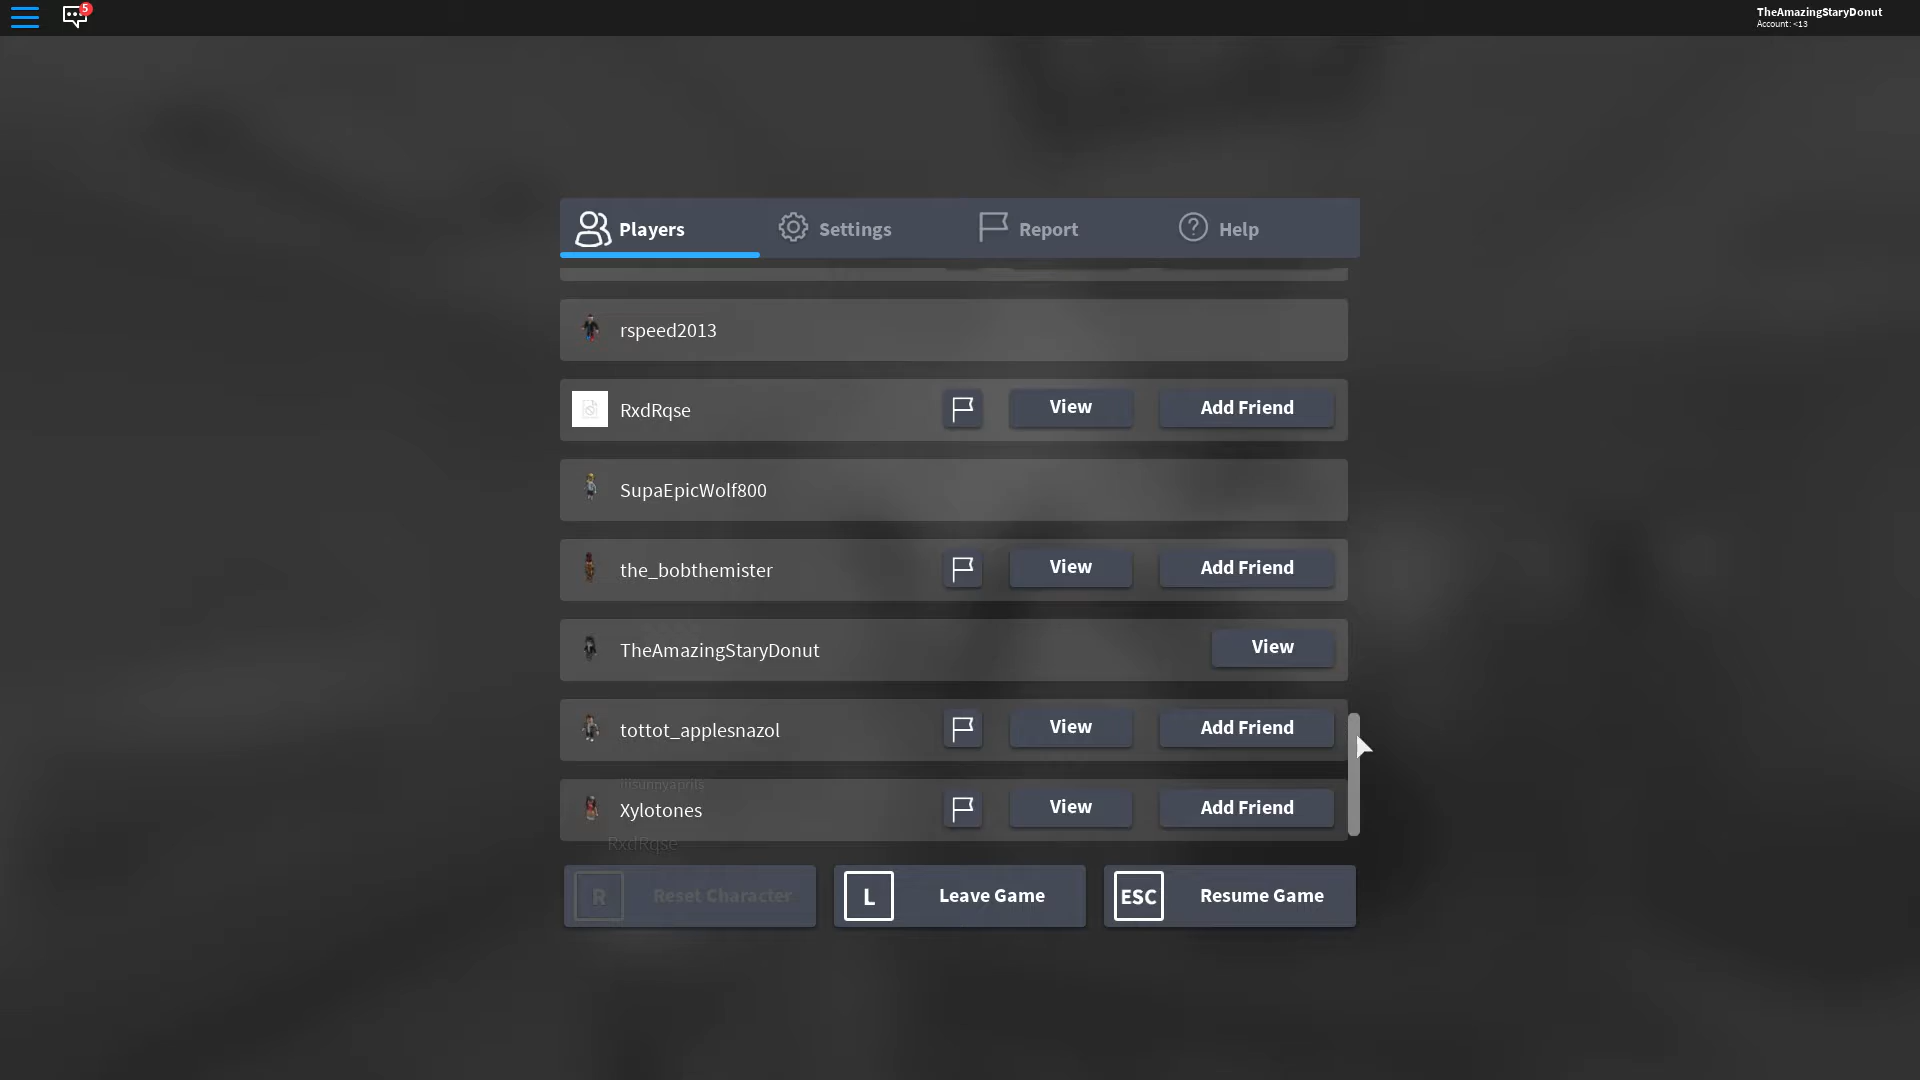 5
TheAmazingStaryDonut
Account: <13
Players
Settings
Report
Help
rspeed2013
RxdRqse
View
Add Friend
SupaEpicWolf800
the_bobthemister
View
Add Friend
TheAmazingStaryDonut
View
tottot_applesnazol
View
Add Friend
iiisunnyaprils
Xylotones
View
Add Friend
RxdRqse
R
Reset Character
L
Leave Game
ESC
Resume Game